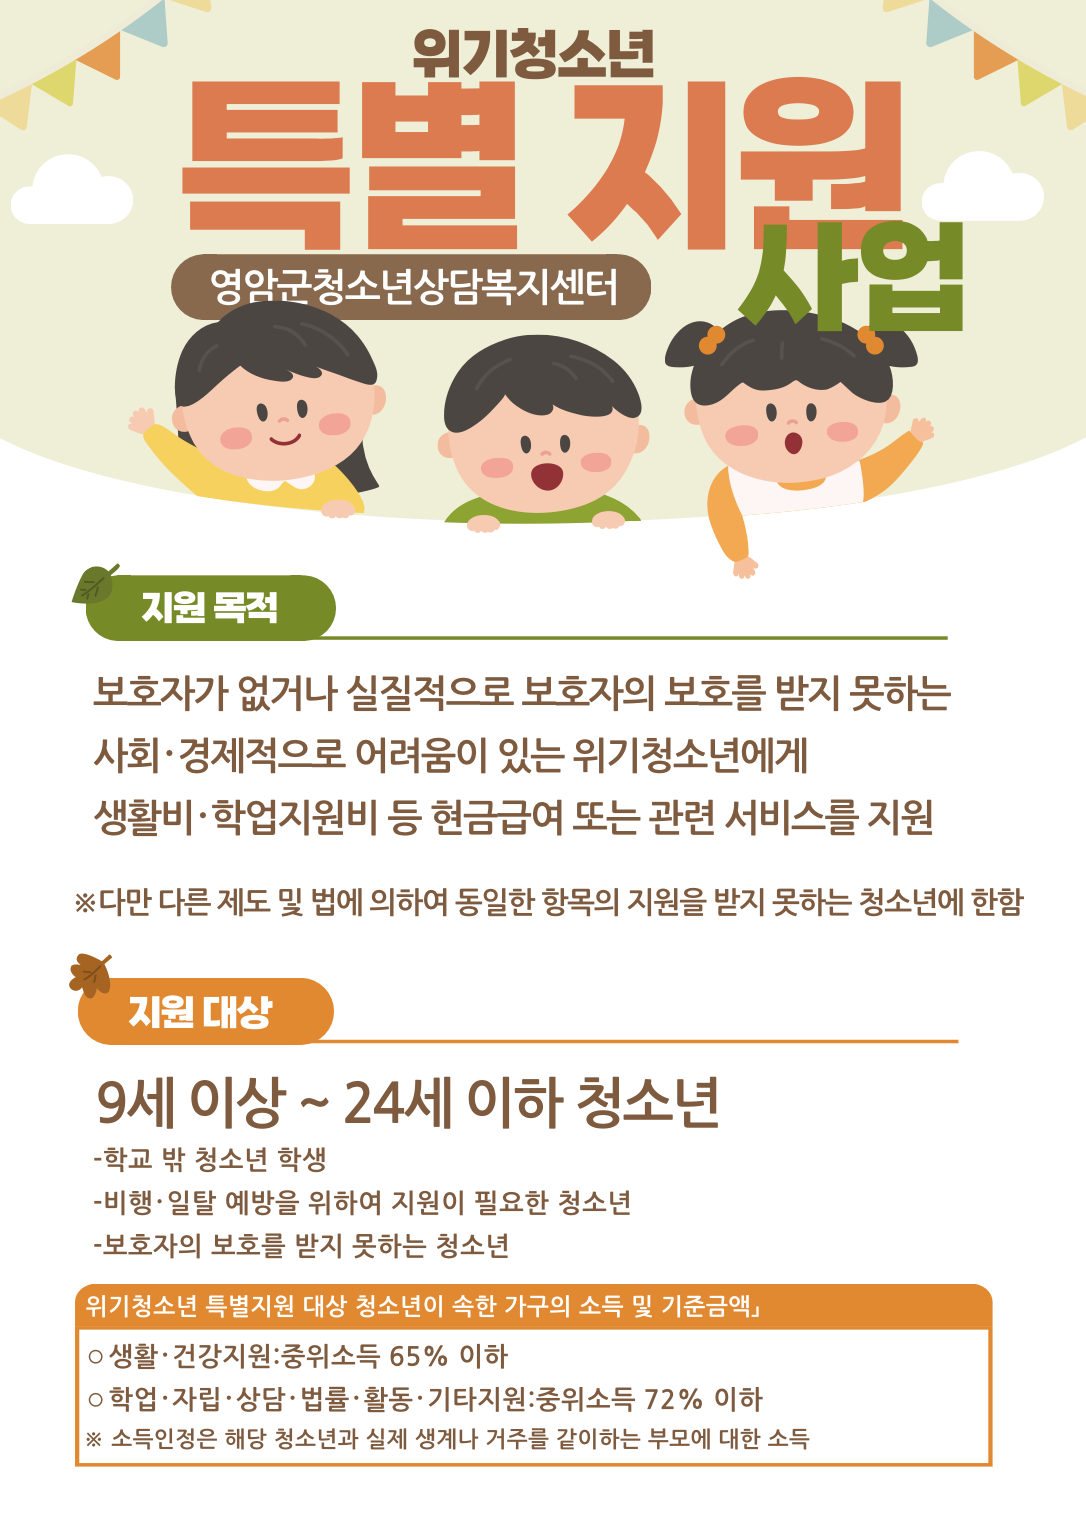 위기청소년
특별 지원
사업
영암군청소년상담복지센터
지원 목적
보호자가 없거나 실질적으로 보호자의 보호를 받지 못하는
사회·경제적으로 어려움이 있는 위기청소년에게
생활비·학업지원비 등 현금급여 또는 관련 서비스를 지원
※다만 다른 제도 및 법에 의하여 동일한 항목의 지원을 받지 못하는 청소년에 한함
지원 대상
9세 이상 ~ 24세 이하 청소년
-학교 밖 청소년 학생
-비행·일탈 예방을 위하여 지원이 필요한 청소년
-보호자의 보호를 받지 못하는 청소년
위기청소년 특별지원 대상 청소년이 속한 가구의 소득 및 기준금액」
○ 생활·건강지원:중위소득 65% 이하
○ 학업·자립·상담·법률·활동·기타지원:중위소득 72% 이하
※ 소득인정은 해당 청소년과 실제 생계나 거주를 같이하는 부모에 대한 소득